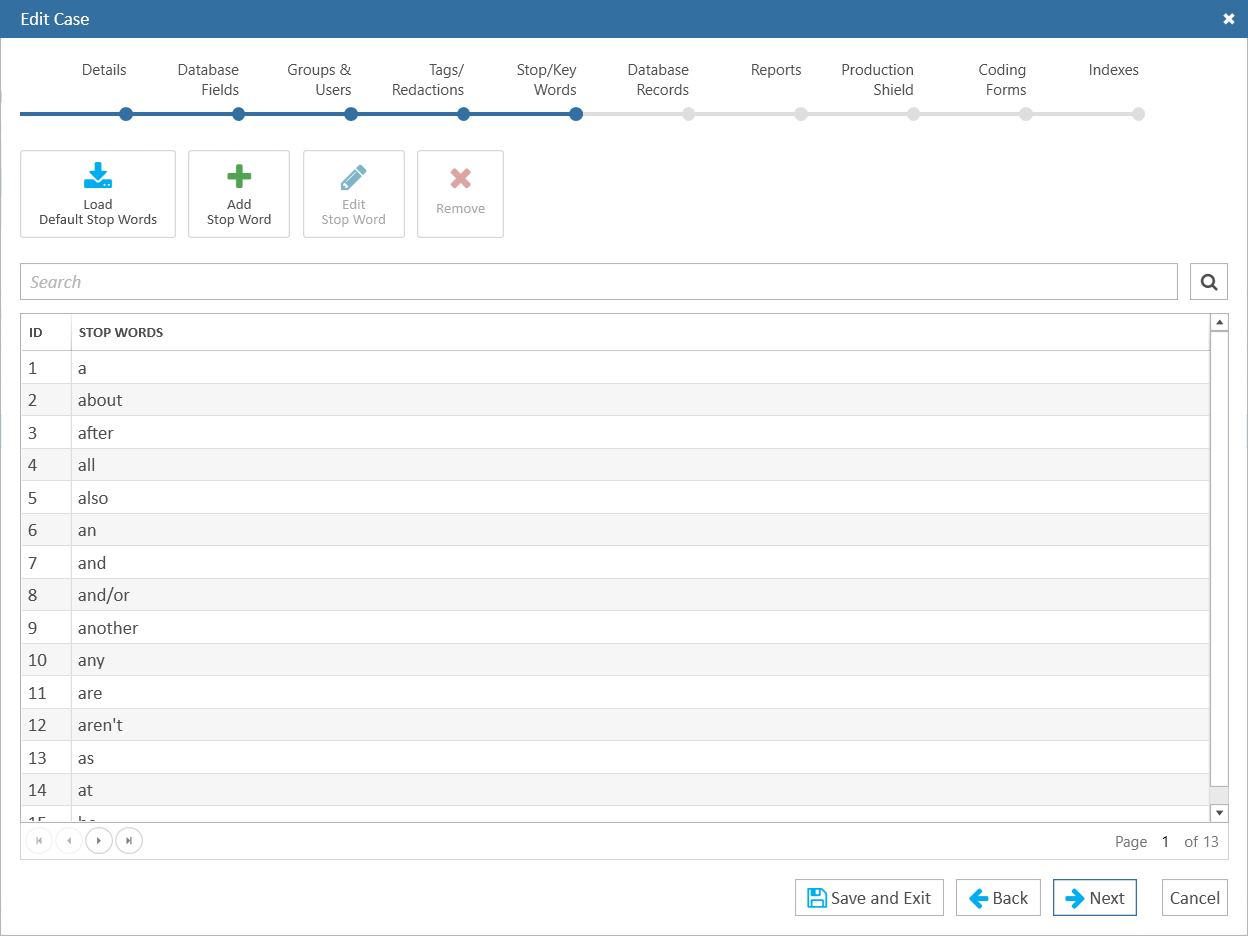 Edit Case
Details
Database
Fields
Groups &
Users
Tags/
Redactions
Stop/Key
Words
Database
Records
Reports
Production
Shield
Coding
Forms
Indexes
Load
Default Stop Words
Add
Stop Word
Edit
Stop Word
Remove
Search
ID STOP WORDS
1 a
2 about
3 after
4 all
5 also
6 an
7 and
8 and/or
9 another
10 any
11 are
12 aren't
13 as
14 at
Page 1 of 13
Save and Exit Back Next Cancel